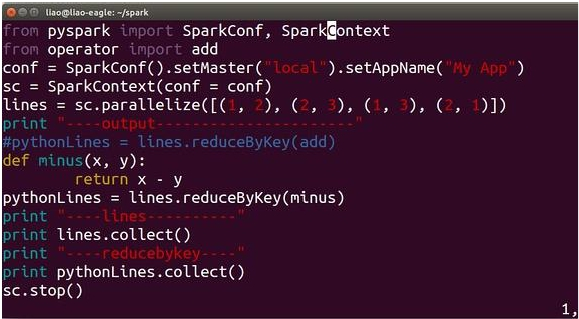 liao@liao-eagle: ~/spark
from pyspark import SparkConf, SparkContext
from operator import add
conf = SparkConf().setMaster("local").setAppName("My App")
sc = SparkContext(conf = conf)
lines = sc.parallelize([(1, 2), (2, 3), (1, 3), (2, 1)])
print "----output----------------------"
#pythonLines = lines.reduceByKey(add)
def minus(x, y):
        return x - y
pythonLines = lines.reduceByKey(minus)
print "----lines----------"
print lines.collect()
print "----reducebykey----"
print pythonLines.collect()
sc.stop()
1,